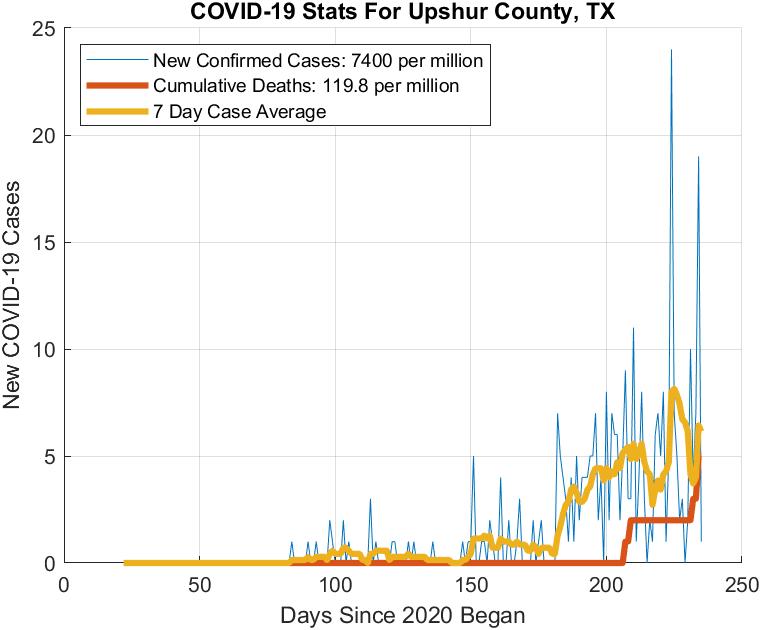 COVID-19 Stats For Upshur County, TX
New Confirmed Cases: 7400 per million
Cumulative Deaths: 119.8 per million
7 Day Case Average
New COVID-19 Cases
25
20
15
10
5
0
0 50 100 150 200 250
Days Since 2020 Began